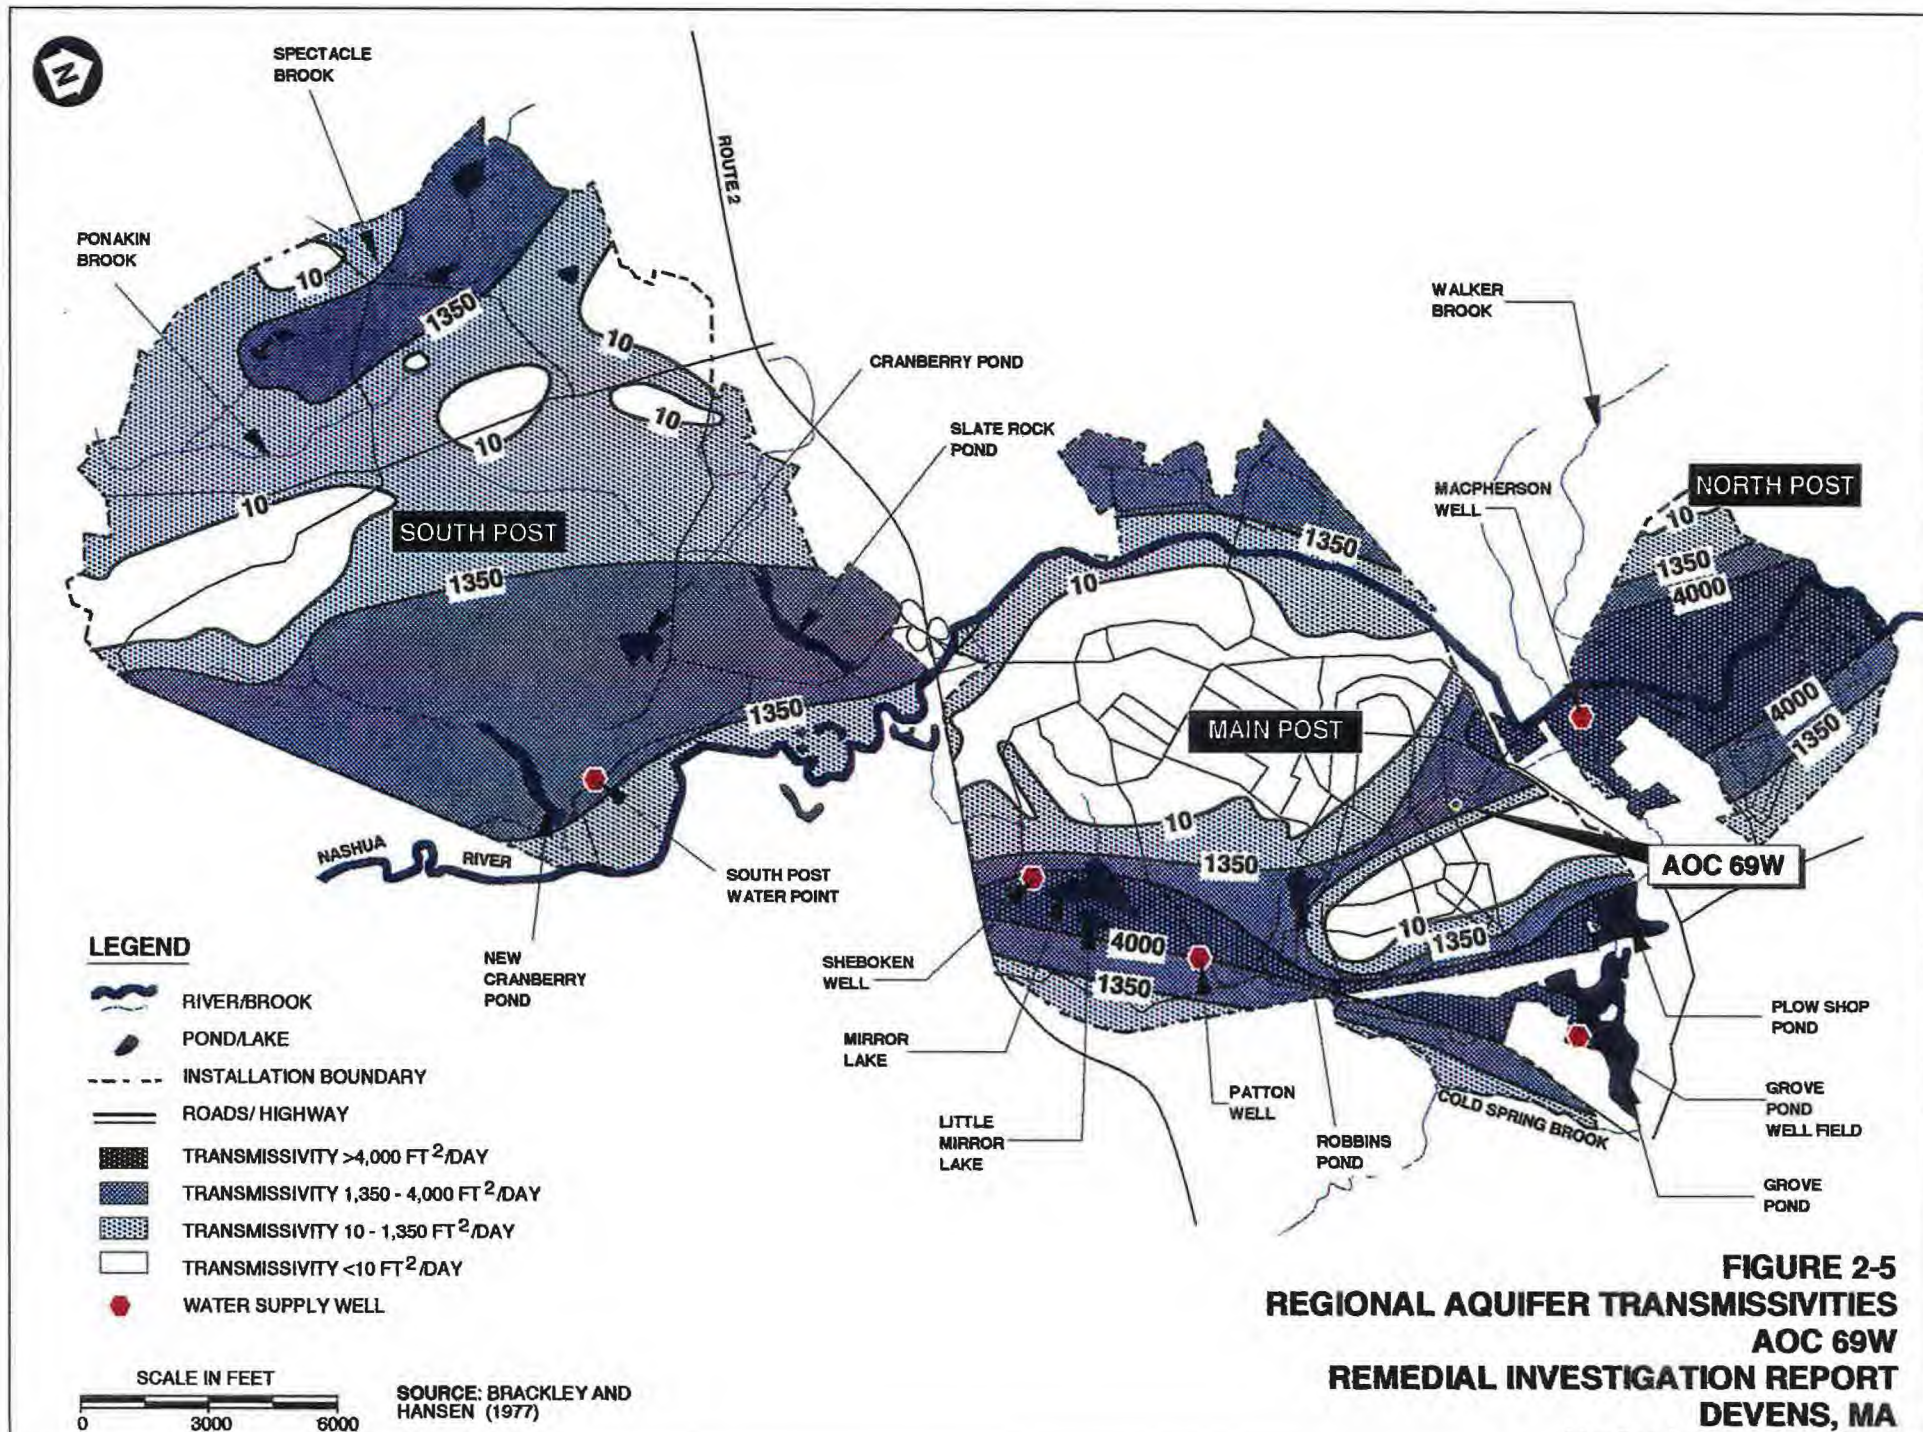 N
SPECTACLE
BROOK
PONAKIN
BROOK
ROUTE 2
10
1350
10
10
10
10
SOUTH POST
1350
1350
CRANBERRY POND
SLATE ROCK
POND
WALKER
BROOK
MACPHERSON
WELL
NORTH POST
10
1350
4000
4000
1350
1350
10
MAIN POST
10
1350
4000
1350
10
1350
AOC 69W
NASHUA
RIVER
SOUTH POST
WATER POINT
NEW
CRANBERRY
POND
SHEBOKEN
WELL
MIRROR
LAKE
LITTLE
MIRROR
LAKE
PATTON
WELL
ROBBINS
POND
COLD SPRING BROOK
PLOW SHOP
POND
GROVE
POND
WELL FIELD
GROVE
POND
LEGEND
RIVER/BROOK
POND/LAKE
INSTALLATION BOUNDARY
ROADS/ HIGHWAY
TRANSMISSIVITY >4,000 FT 2/DAY
TRANSMISSIVITY 1,350 - 4,000 FT 2/DAY
TRANSMISSIVITY 10 - 1,350 FT 2/DAY
TRANSMISSIVITY <10 FT 2/DAY
WATER SUPPLY WELL
SCALE IN FEET
0 3000 6000
SOURCE: BRACKLEY AND
HANSEN (1977)
FIGURE 2-5
REGIONAL AQUIFER TRANSMISSIVITIES
AOC 69W
REMEDIAL INVESTIGATION REPORT
DEVENS, MA